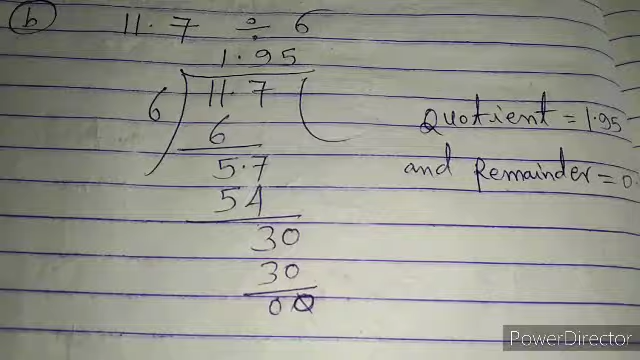 (b) 11.7 ÷ 6
1.95
6) 11.7 (
6
5.7
54
30
30
00
Quotient = 1.95
and Remainder = 0.
PowerDirector